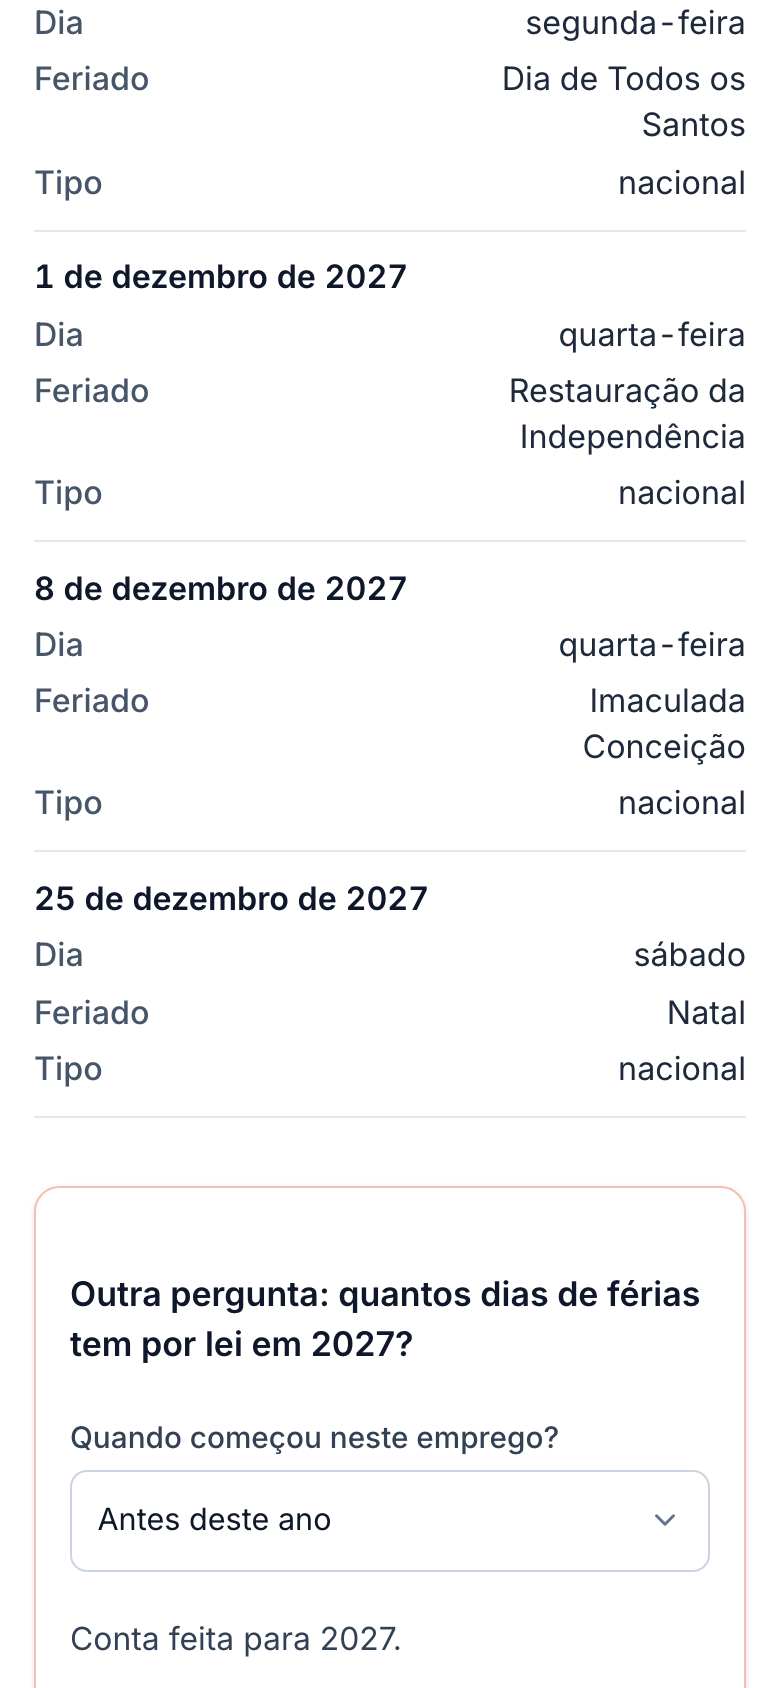 Dia segunda-feira
Feriado Dia de Todos os
Santos
Tipo nacional
1 de dezembro de 2027
Dia quarta-feira
Feriado Restauração da
Independência
Tipo nacional
8 de dezembro de 2027
Dia quarta-feira
Feriado Imaculada
Conceição
Tipo nacional
25 de dezembro de 2027
Dia sábado
Feriado Natal
Tipo nacional
Outra pergunta: quantos dias de férias
tem por lei em 2027?
Quando começou neste emprego?
Antes deste ano
Conta feita para 2027.